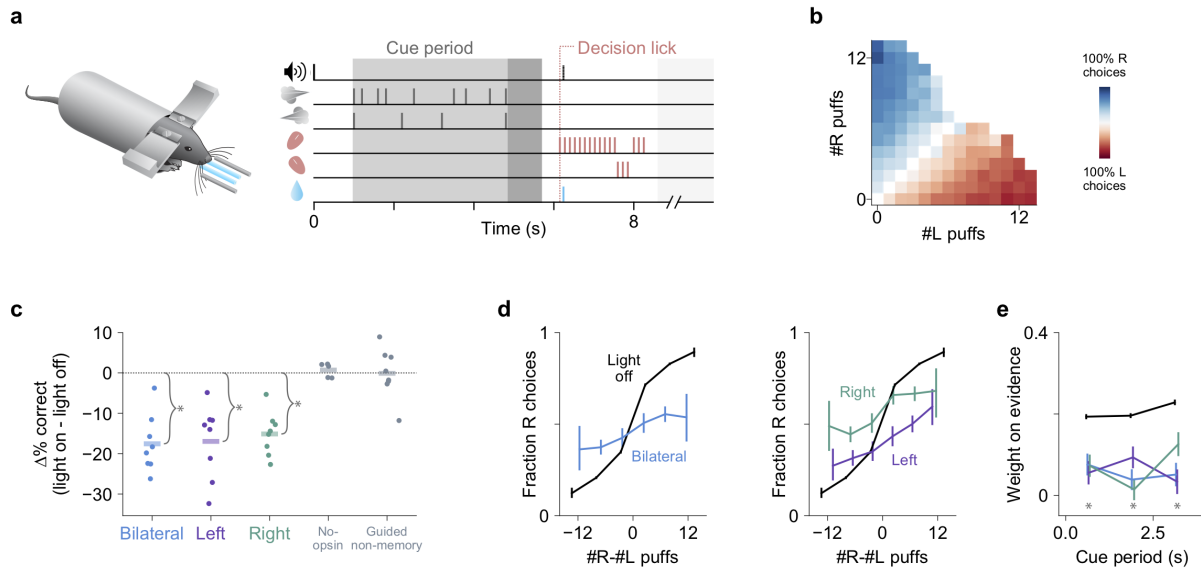 a
Cue period
Decision lick
0
8
Time (s)
b
12
0
#R puffs
0
12
#L puffs
100% R
choices
100% L
choices
c
10
0
−10
−20
−30
Δ% correct
(light on - light off)
*
*
*
Bilateral
Left
Right
No-
opsin
Guided
non-memory
d
1
0
Fraction R choices
Light
off
Bilateral
−12
0
12
#R-#L puffs
1
0
Fraction R choices
Right
Left
−12
0
12
#R-#L puffs
e
0.4
0
Weight on evidence
*
*
*
0.0
2.5
Cue period (s)